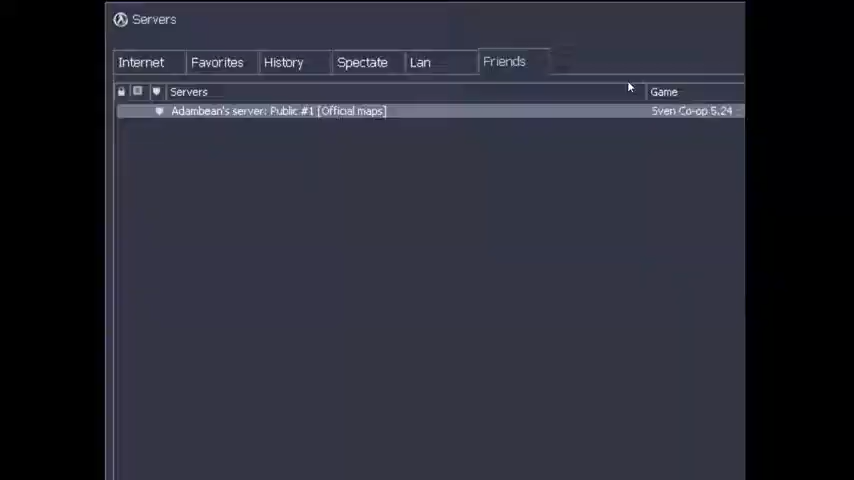 Servers
Internet Favorites History Spectate Lan Friends
Servers Game
Adambean's server: Public #1 [Official maps] Sven Co-op 5.24